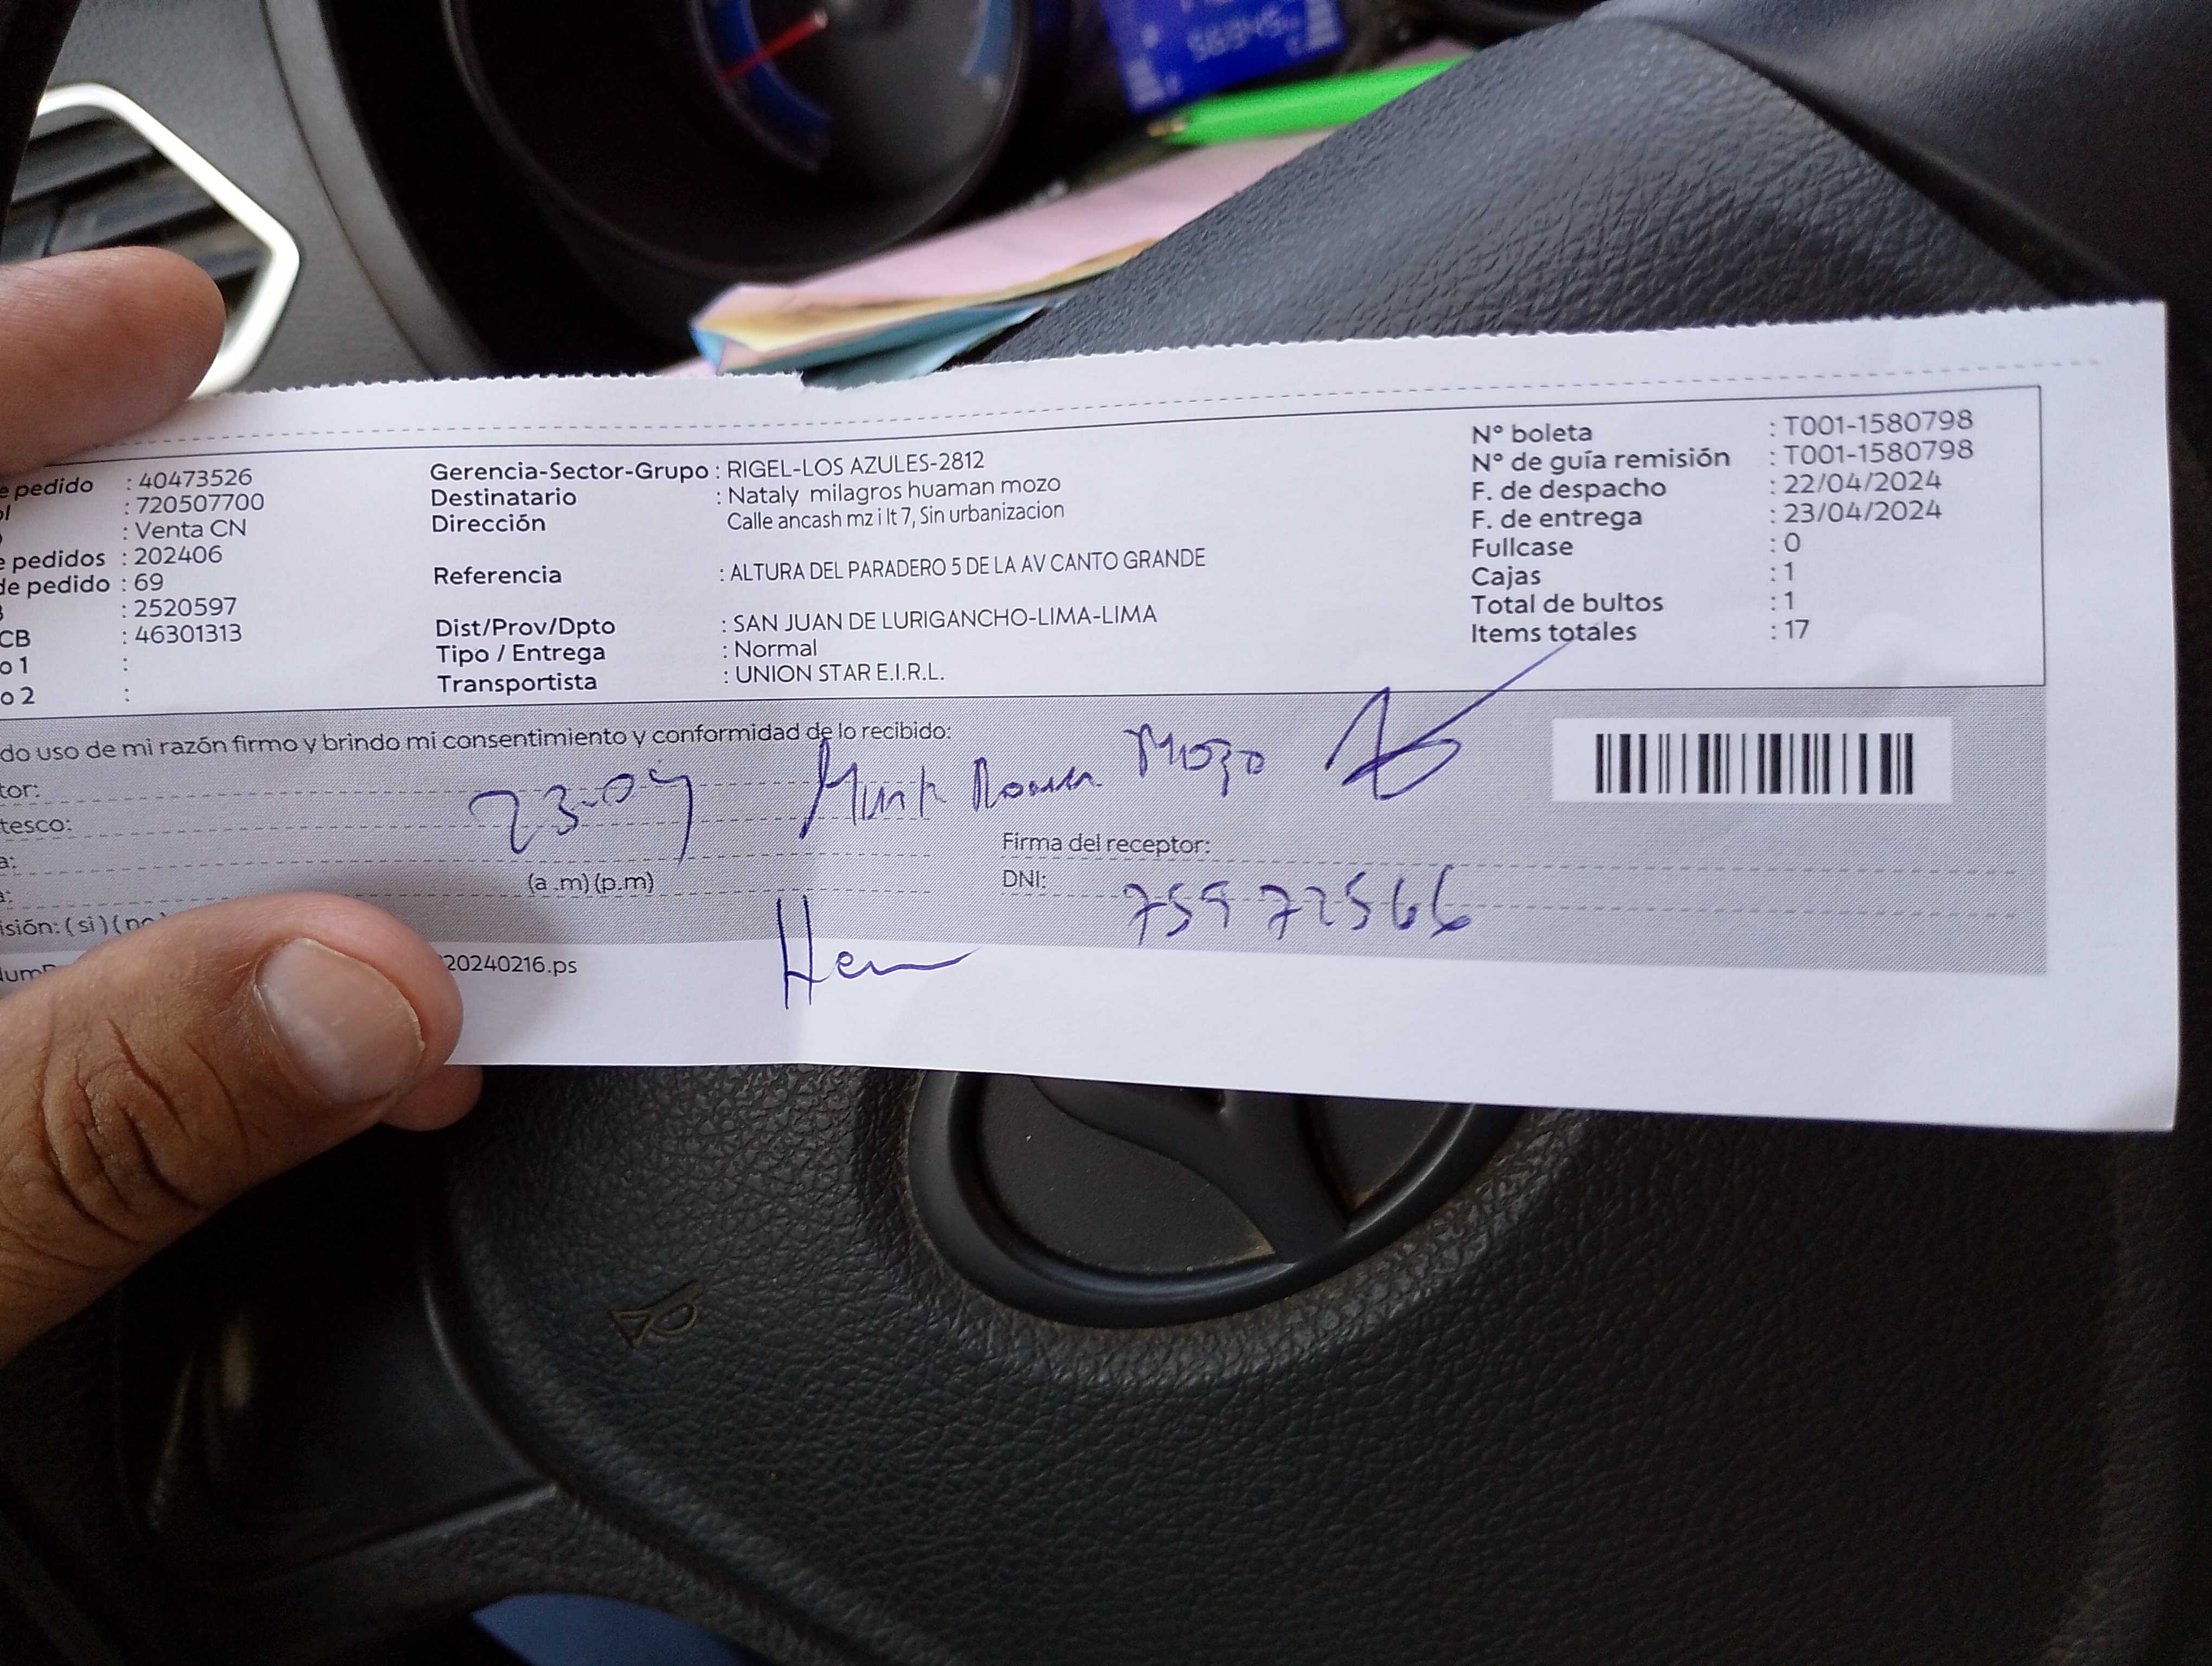 e pedido : 40473526
: 720507700
: Venta CN
e pedidos : 202406
de pedido : 69
: 2520597
CB : 46301313
o 1 :
o 2 :
Gerencia-Sector-Grupo : RIGEL-LOS AZULES-2812
Destinatario : Nataly milagros huaman mozo
Dirección Calle ancash mz i lt 7, Sin urbanizacion
Referencia : ALTURA DEL PARADERO 5 DE LA AV CANTO GRANDE
Dist/Prov/Dpto : SAN JUAN DE LURIGANCHO-LIMA-LIMA
Tipo / Entrega : Normal
Transportista : UNION STAR E.I.R.L.
N° boleta : T001-1580798
N° de guía remisión : T001-1580798
F. de despacho : 22/04/2024
F. de entrega : 23/04/2024
Fullcase : 0
Cajas : 1
Total de bultos : 1
Items totales : 17
do uso de mi razón firmo y brindo mi consentimiento y conformidad de lo recibido:
tor:
23-04 Mozo
tesco:
a:
Firma del receptor:
a: (a .m) (p.m)
DNI: 75972566
isión: ( si ) ( no )
20240216.ps
Her